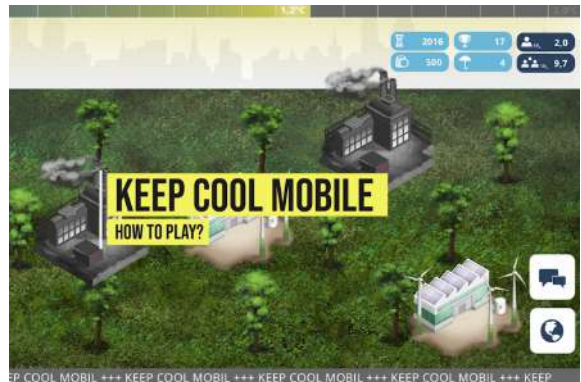 1.2°C
2016 17 2,0
500 4 9,7
KEEP COOL MOBILE
HOW TO PLAY?
EP COOL MOBIL +++ KEEP COOL MOBIL +++ KEEP COOL MOBIL +++ KEEP COOL MOBIL +++ KEEP